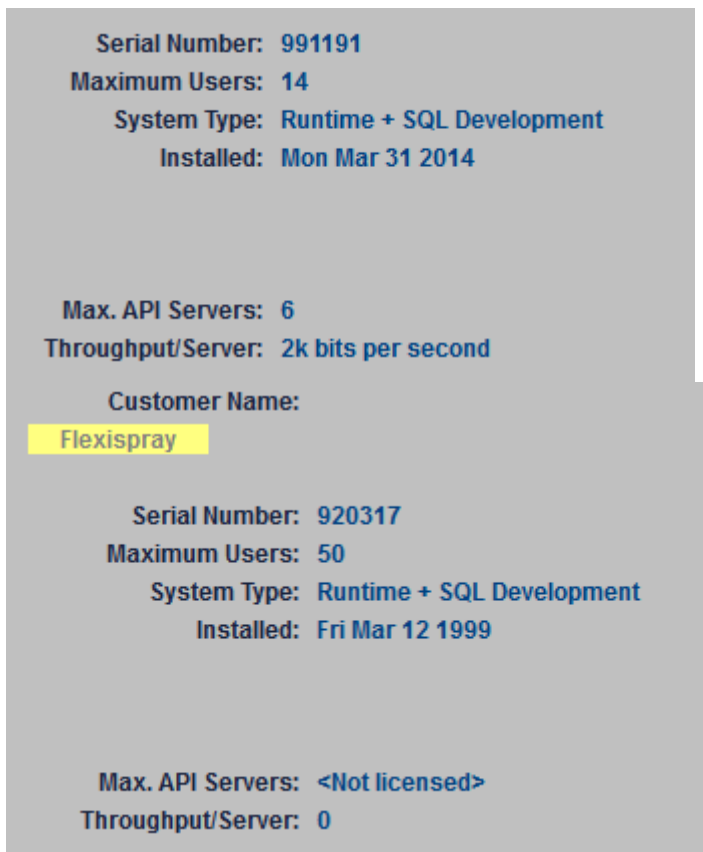 Serial Number: 991191
Maximum Users: 14
System Type: Runtime + SQL Development
Installed: Mon Mar 31 2014
Max. API Servers: 6
Throughput/Server: 2k bits per second
Customer Name:
Flexispray
Serial Number: 920317
Maximum Users: 50
System Type: Runtime + SQL Development
Installed: Fri Mar 12 1999
Max. API Servers: <Not licensed>
Throughput/Server: 0